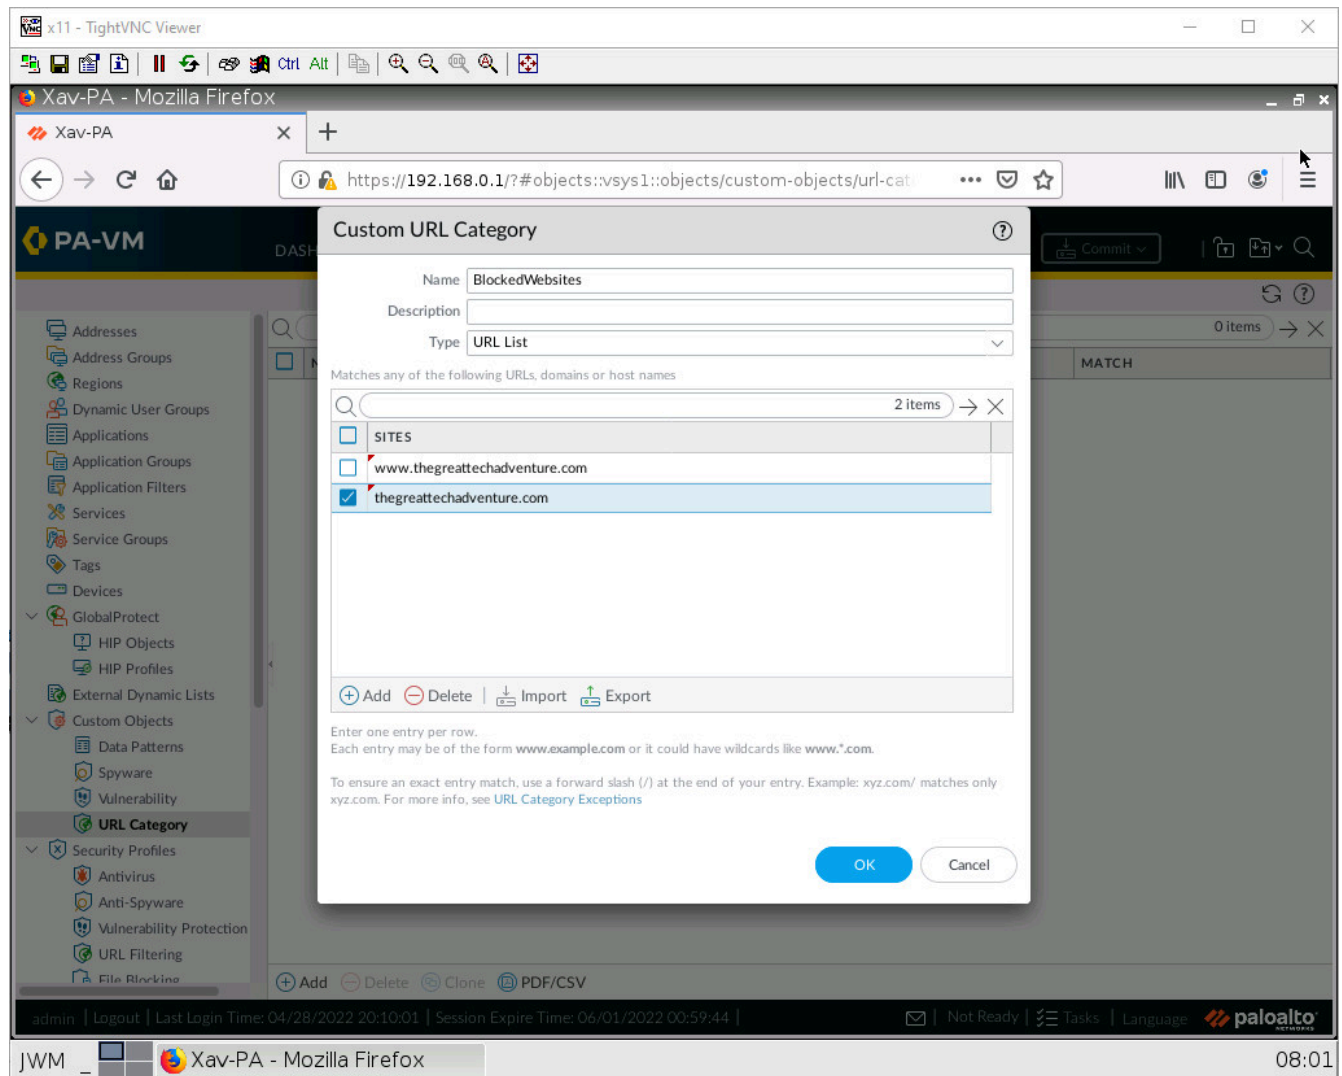 x11 - TightVNC Viewer
Ctrl Alt
Xav-PA - Mozilla Firefox
Xav-PA
https://192.168.0.1/?#objects::vsys1::objects/custom-objects/url-cat
PA-VM
DASH
Commit
Custom URL Category
Name BlockedWebsites
Description
Type URL List
Matches any of the following URLs, domains or host names
2 items
SITES
www.thegreattechadventure.com
thegreattechadventure.com
Add Delete | Import Export
Enter one entry per row.
Each entry may be of the form www.example.com or it could have wildcards like www.*.com.
To ensure an exact entry match, use a forward slash (/) at the end of your entry. Example: xyz.com/ matches only
xyz.com. For more info, see URL Category Exceptions
OK Cancel
0 items
N
MATCH
Addresses
Address Groups
Regions
Dynamic User Groups
Applications
Application Groups
Application Filters
Services
Service Groups
Tags
Devices
GlobalProtect
HIP Objects
HIP Profiles
External Dynamic Lists
Custom Objects
Data Patterns
Spyware
Vulnerability
URL Category
Security Profiles
Antivirus
Anti-Spyware
Vulnerability Protection
URL Filtering
File Blocking
Add Delete Clone PDF/CSV
admin | Logout | Last Login Time: 04/28/2022 20:10:01 | Session Expire Time: 06/01/2022 00:59:44 |
| Not Ready | Tasks | Language paloalto NETWORKS
JWM _ Xav-PA - Mozilla Firefox 08:01